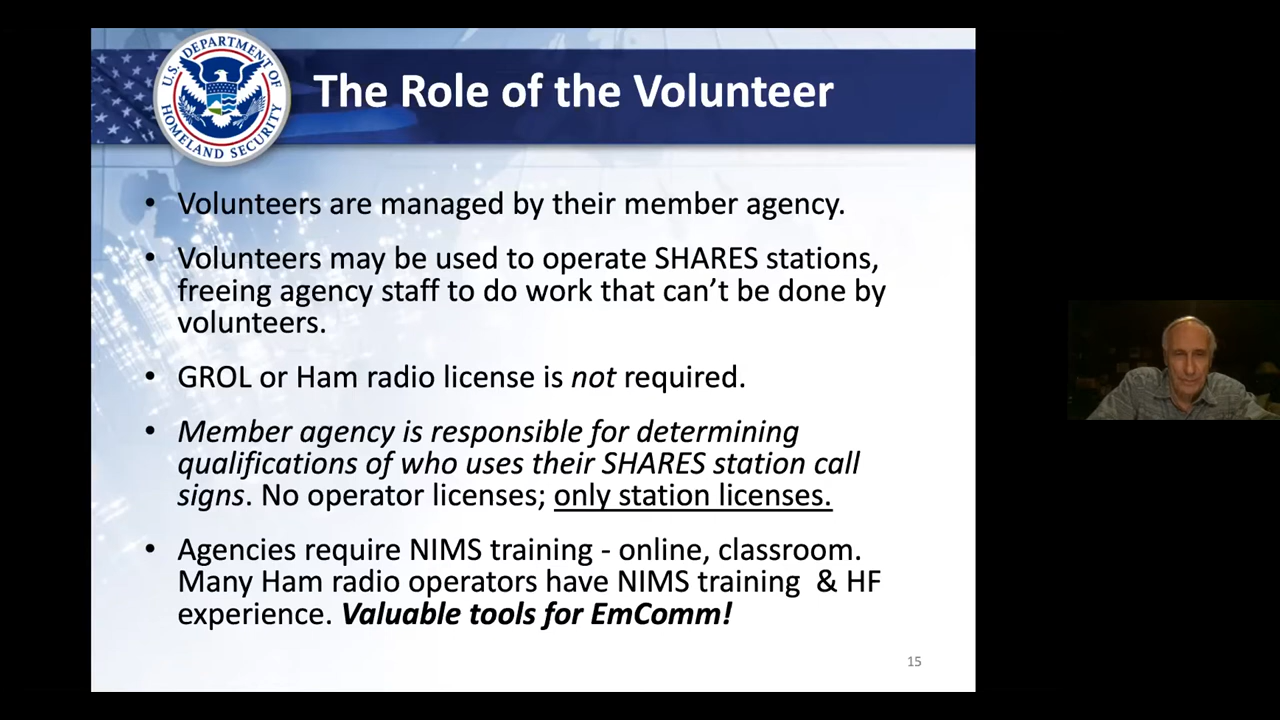 U.S. DEPARTMENT OF
HOMELAND SECURITY
The Role of the Volunteer
• Volunteers are managed by their member agency.
• Volunteers may be used to operate SHARES stations,
freeing agency staff to do work that can’t be done by
volunteers.
• GROL or Ham radio license is not required.
• Member agency is responsible for determining
qualifications of who uses their SHARES station call
signs. No operator licenses; only station licenses.
• Agencies require NIMS training - online, classroom.
Many Ham radio operators have NIMS training  & HF
experience. Valuable tools for EmComm!
15